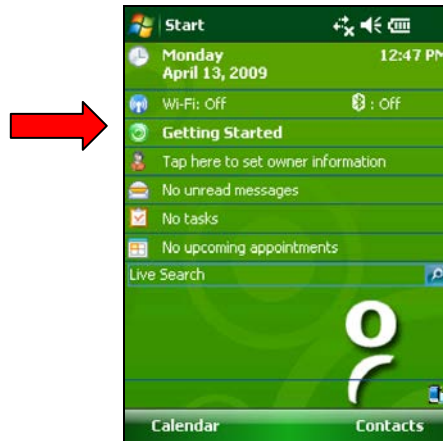 Start
Monday 12:47 PM
April 13, 2009
Wi-Fi: Off : Off
Getting Started
Tap here to set owner information
No unread messages
No tasks
No upcoming appointments
Live Search
Calendar Contacts